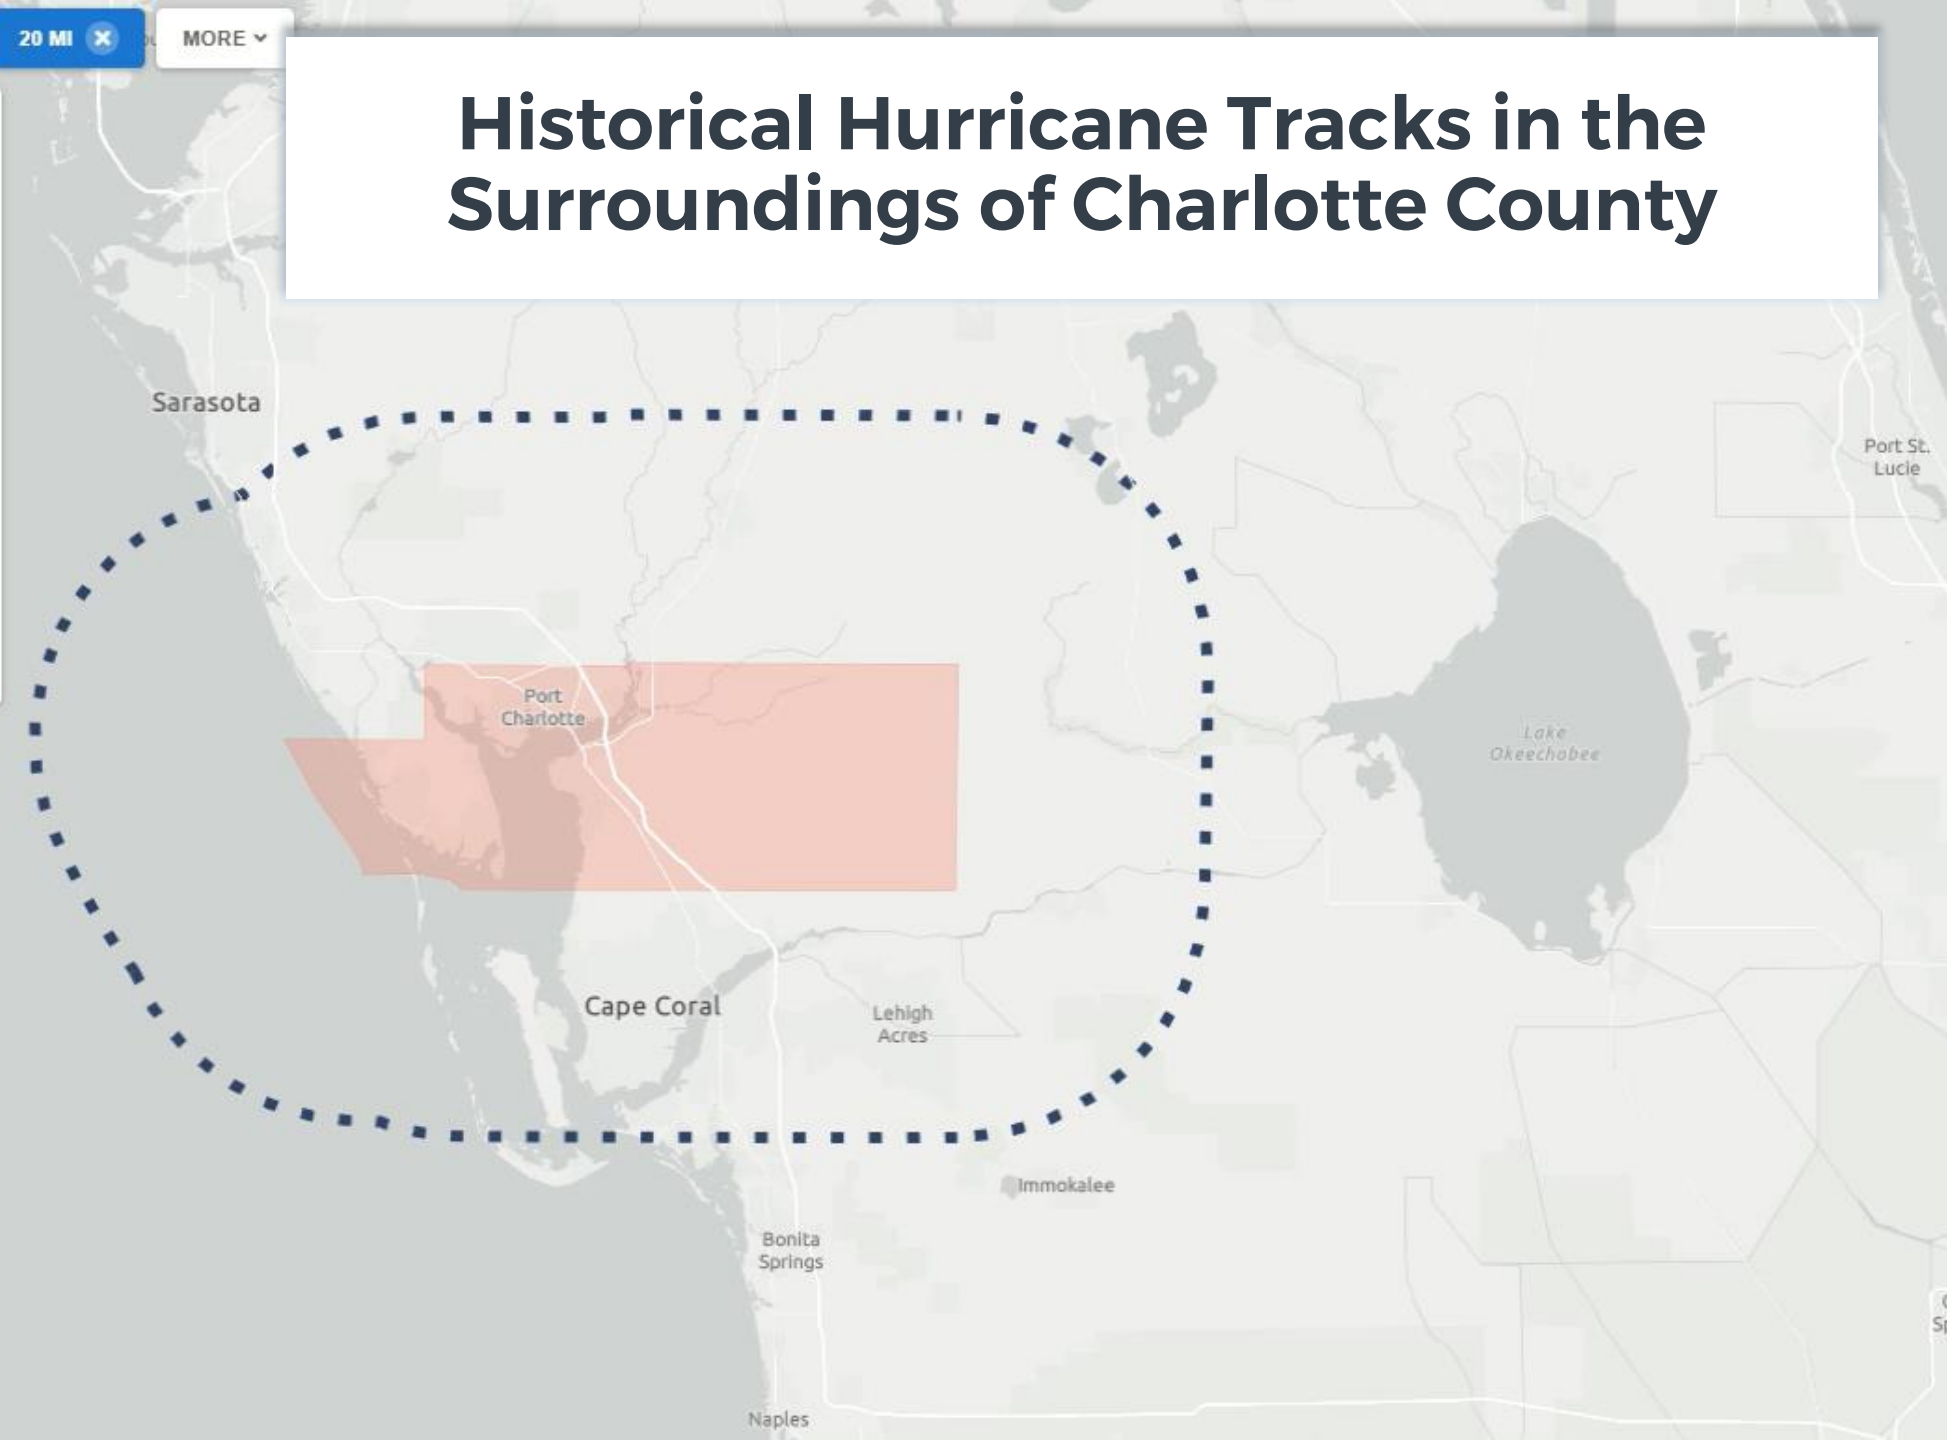 20 MI
MORE
Historical Hurricane Tracks in the
Surroundings of Charlotte County
Sarasota
Port St.
Lucie
Port
Charlotte
Lake
Okeechobee
Cape Coral
Lehigh
Acres
Immokalee
Bonita
Springs
Naples